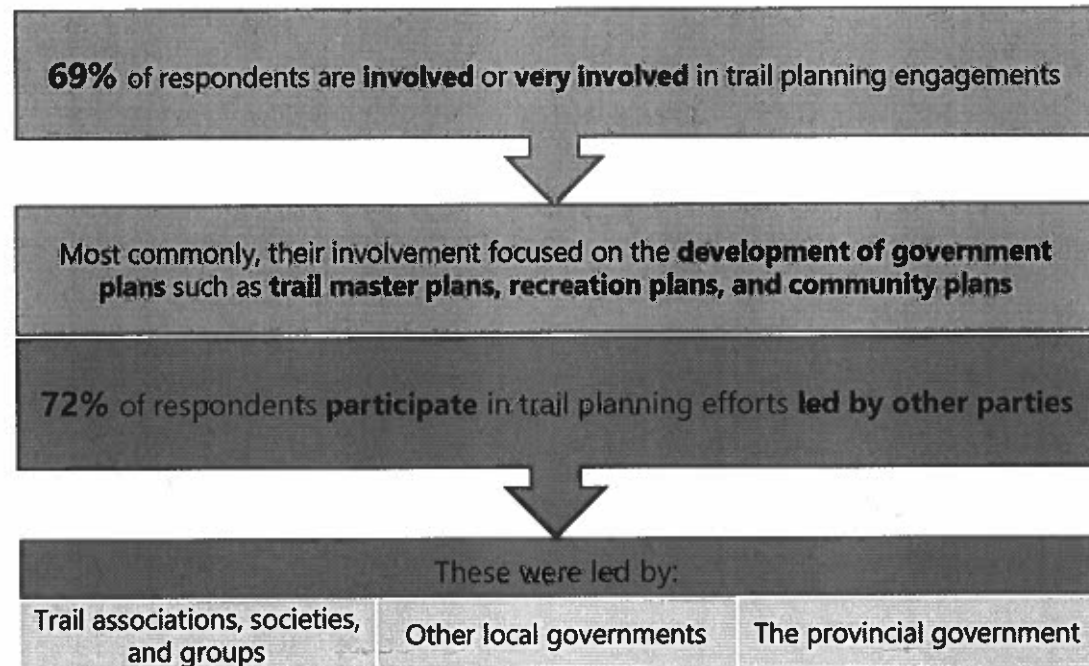 69% of respondents are involved or very involved in trail planning engagements
Most commonly, their involvement focused on the development of government
plans such as trail master plans, recreation plans, and community plans
72% of respondents participate in trail planning efforts led by other parties
These were led by:
Trail associations, societies,
and groups
Other local governments
The provincial government